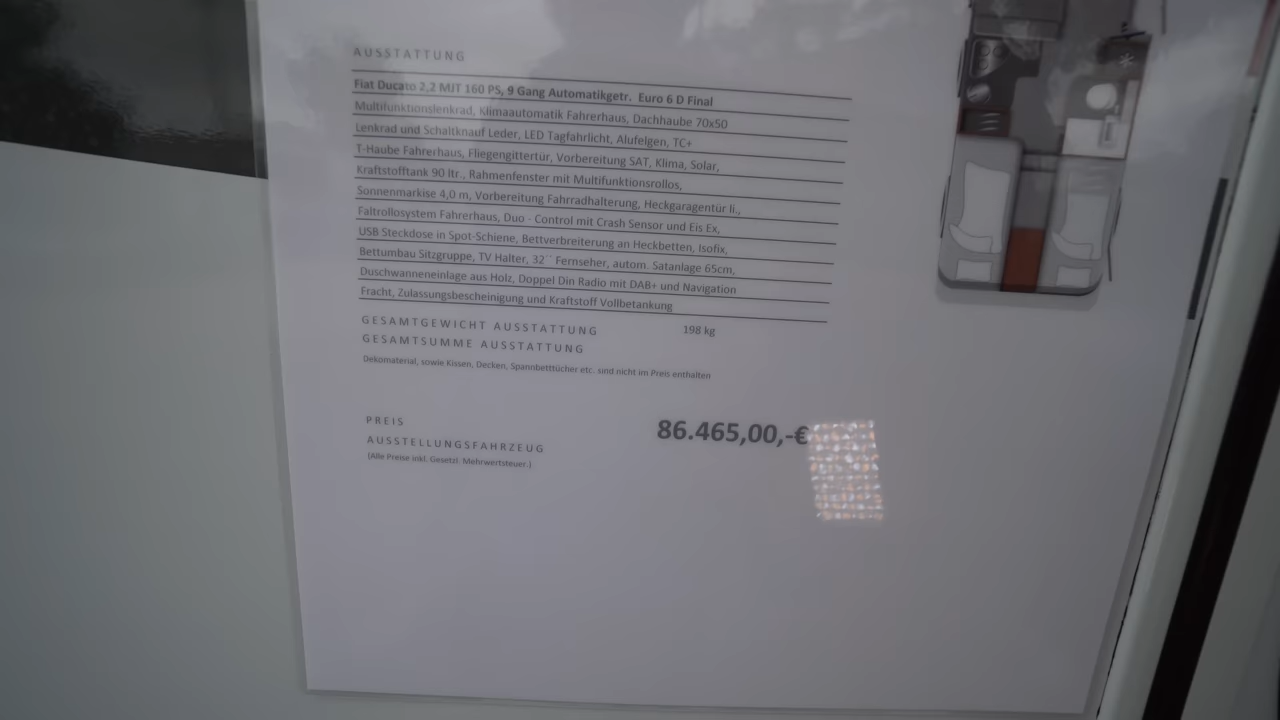 AUSSTATTUNG
Fiat Ducato 2,2 MJT 160 PS, 9 Gang Automatikgetr. Euro 6 D Final
Multifunktionslenkrad, Klimaautomatik Fahrerhaus, Dachhaube 70x50
Lenkrad und Schaltknauf Leder, LED Tagfahrlicht, Alufelgen, TC+
T-Haube Fahrerhaus, Fliegengittertür, Vorbereitung SAT, Klima, Solar,
Kraftstofftank 90 ltr., Rahmenfenster mit Multifunktionsrollos,
Sonnenmarkise 4,0 m, Vorbereitung Fahrradhalterung, Heckgaragentür li.,
Faltrollosystem Fahrerhaus, Duo - Control mit Crash Sensor und Eis Ex,
USB Steckdose in Spot-Schiene, Bettverbreiterung an Heckbetten, Isofix,
Bettumbau Sitzgruppe, TV Halter, 32´´ Fernseher, autom. Satanlage 65cm,
Duschwanneneinlage aus Holz, Doppel Din Radio mit DAB+ und Navigation
Fracht, Zulassungsbescheinigung und Kraftstoff Vollbetankung
GESAMTGEWICHT AUSSTATTUNG 198 kg
GESAMTSUMME AUSSTATTUNG
Dekomaterial, sowie Kissen, Decken, Spannbetttücher etc. sind nicht im Preis enthalten
PREIS
AUSSTELLUNGSFAHRZEUG 86.465,00,-€
(Alle Preise inkl. Gesetzl. Mehrwertsteuer.)